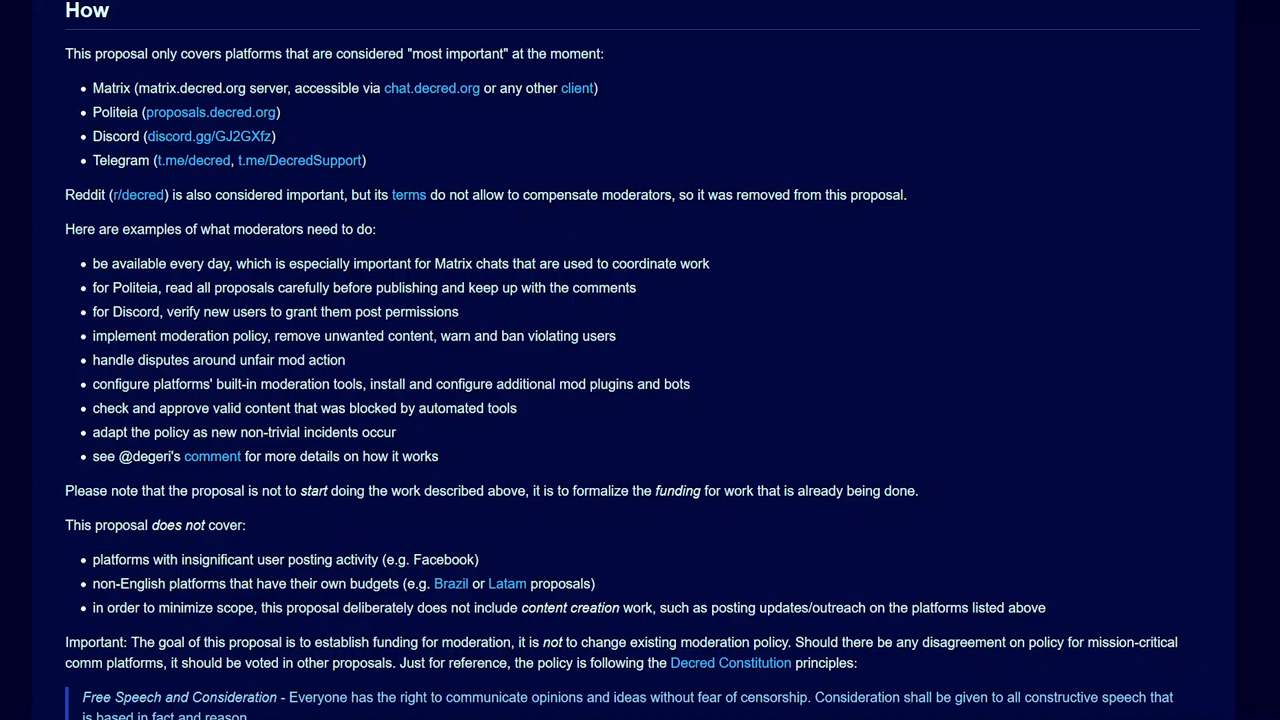 How
This proposal only covers platforms that are considered "most important" at the moment:
• Matrix (matrix.decred.org server, accessible via chat.decred.org or any other client)
• Politeia (proposals.decred.org)
• Discord (discord.gg/GJ2GXfz)
• Telegram (t.me/decred, t.me/DecredSupport)
Reddit (r/decred) is also considered important, but its terms do not allow to compensate moderators, so it was removed from this proposal.
Here are examples of what moderators need to do:
• be available every day, which is especially important for Matrix chats that are used to coordinate work
• for Politeia, read all proposals carefully before publishing and keep up with the comments
• for Discord, verify new users to grant them post permissions
• implement moderation policy, remove unwanted content, warn and ban violating users
• handle disputes around unfair mod action
• configure platforms' built-in moderation tools, install and configure additional mod plugins and bots
• check and approve valid content that was blocked by automated tools
• adapt the policy as new non-trivial incidents occur
• see @degeri's comment for more details on how it works
Please note that the proposal is not to start doing the work described above, it is to formalize the funding for work that is already being done.
This proposal does not cover:
• platforms with insignificant user posting activity (e.g. Facebook)
• non-English platforms that have their own budgets (e.g. Brazil or Latam proposals)
• in order to minimize scope, this proposal deliberately does not include content creation work, such as posting updates/outreach on the platforms listed above
Important: The goal of this proposal is to establish funding for moderation, it is not to change existing moderation policy. Should there be any disagreement on policy for mission-critical
comm platforms, it should be voted in other proposals. Just for reference, the policy is following the Decred Constitution principles:
Free Speech and Consideration - Everyone has the right to communicate opinions and ideas without fear of censorship. Consideration shall be given to all constructive speech that
is based in fact and reason.